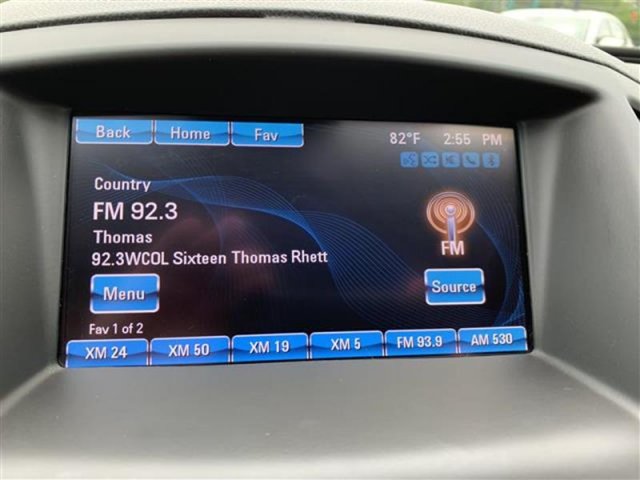 Back Home Fav 82°F 2:55 PM
Country
FM 92.3
Thomas
92.3WCOL Sixteen Thomas Rhett
FM
Menu Source
Fav 1 of 2
XM 24 XM 50 XM 19 XM 5 FM 93.9 AM 530